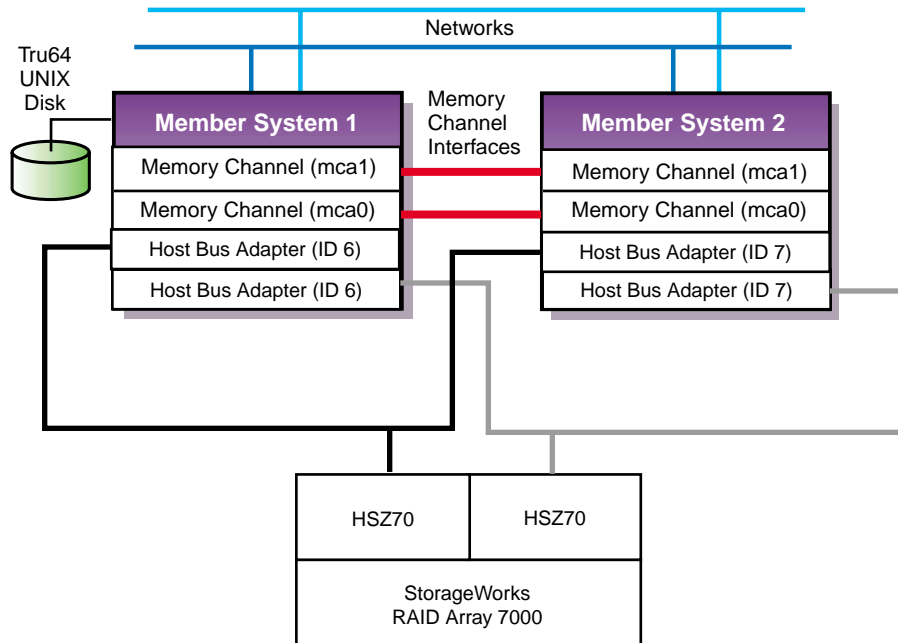 Networks
Tru64
UNIX
Disk
Member System 1
Memory
Channel
Interfaces
Member System 2
Memory Channel (mca1)
Memory Channel (mca1)
Memory Channel (mca0)
Memory Channel (mca0)
Host Bus Adapter (ID 6)
Host Bus Adapter (ID 7)
Host Bus Adapter (ID 6)
Host Bus Adapter (ID 7)
HSZ70
HSZ70
StorageWorks
RAID Array 7000